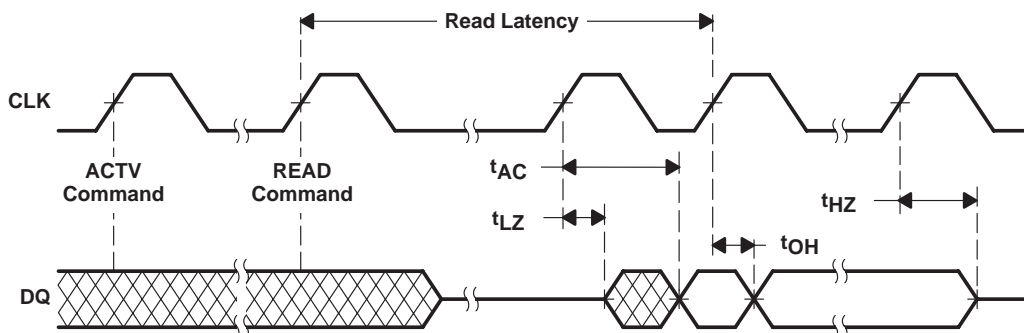 Read Latency
CLK
ACTV
Command
READ
Command
tAC
tLZ
tHZ
tOH
DQ